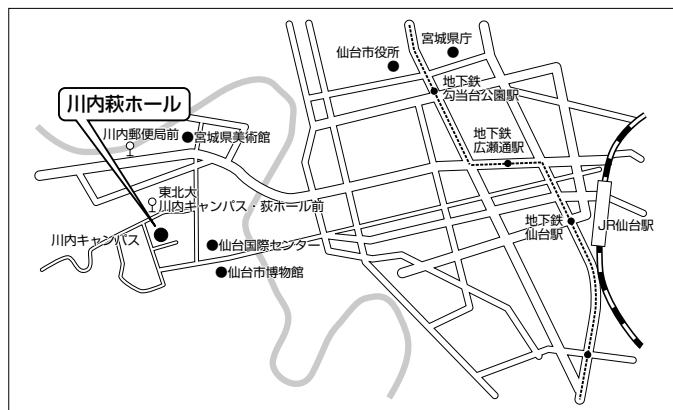 宮城県庁
仙台市役所
地下鉄
勾当台公園駅
川内萩ホール
川内郵便局前
宮城県美術館
地下鉄
広瀬通駅
東北大
川内キャンパス・萩ホール前
川内キャンパス
仙台国際センター
仙台市博物館
地下鉄
仙台駅
JR仙台駅